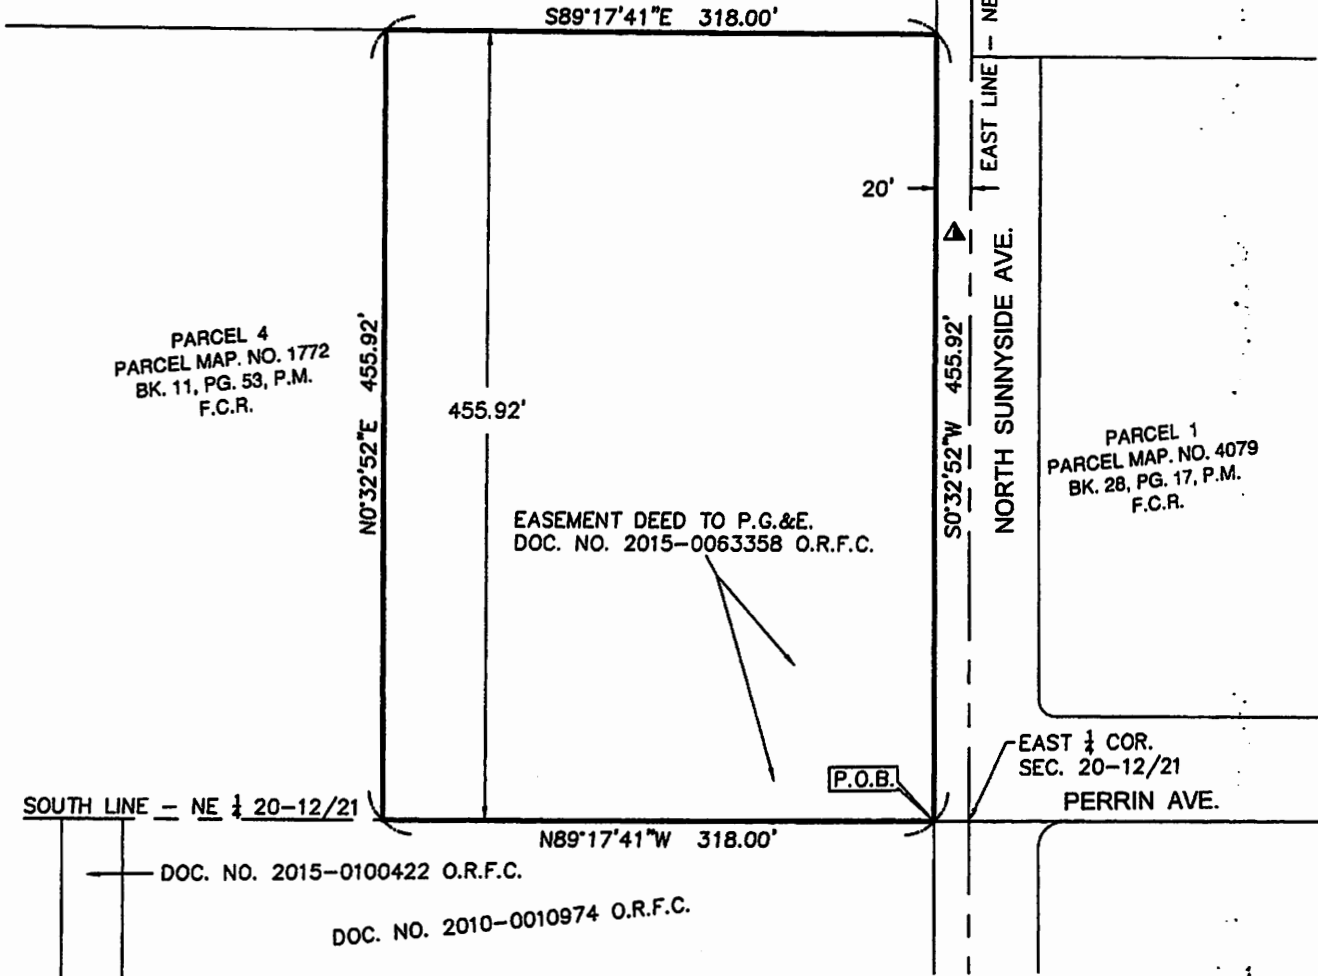 S89°17'41"E 318.00'
EAST LINE - NE
20'
NORTH SUNNYSIDE AVE.
PARCEL 4
PARCEL MAP. NO. 1772
BK. 11, PG. 53, P.M.
F.C.R.
N0°32'52"E 455.92'
455.92'
S0°32'52"W 455.92'
PARCEL 1
PARCEL MAP. NO. 4079
BK. 28, PG. 17, P.M.
F.C.R.
EASEMENT DEED TO P.G.&E.
DOC. NO. 2015-0063358 O.R.F.C.
EAST 1/4 COR.
SEC. 20-12/21
P.O.B.
PERRIN AVE.
SOUTH LINE - NE 1/4 20-12/21
N89°17'41"W 318.00'
DOC. NO. 2015-0100422 O.R.F.C.
DOC. NO. 2010-0010974 O.R.F.C.